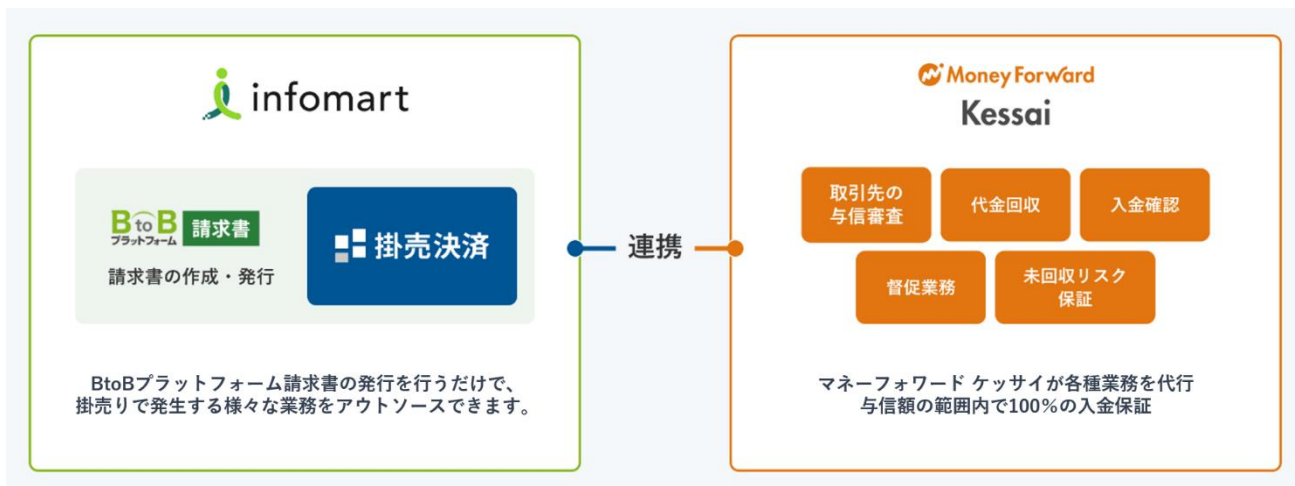 infomart
BtoB
プラットフォーム
請求書
請求書の作成・発行
掛売決済
BtoBプラットフォーム請求書の発行を行うだけで、
掛売りで発生する様々な業務をアウトソースできます。
連携
Money Forward
Kessai
取引先の
与信審査
代金回収
入金確認
督促業務
未回収リスク
保証
マネーフォワード ケッサイが各種業務を代行
与信額の範囲内で100%の入金保証